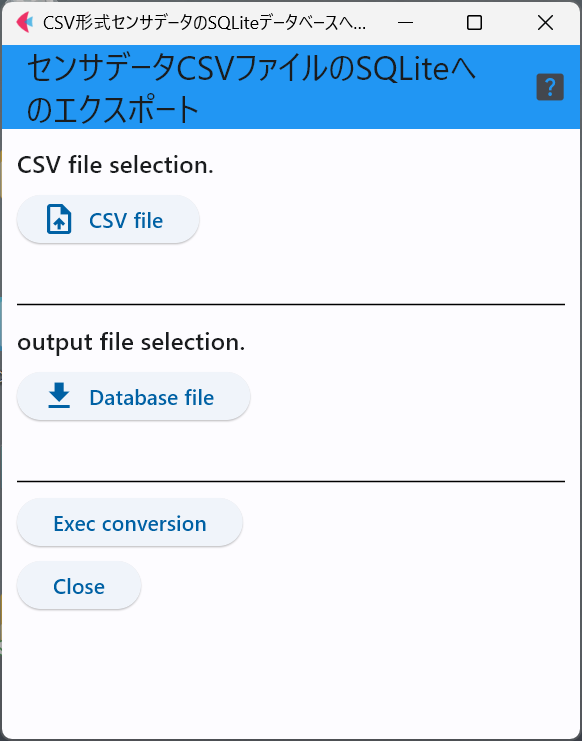 CSV形式センサデータのSQLiteデータベースへ...
センサデータCSVファイルのSQLiteへ
のエクスポート
?
CSV file selection.
CSV file
output file selection.
Database file
Exec conversion
Close